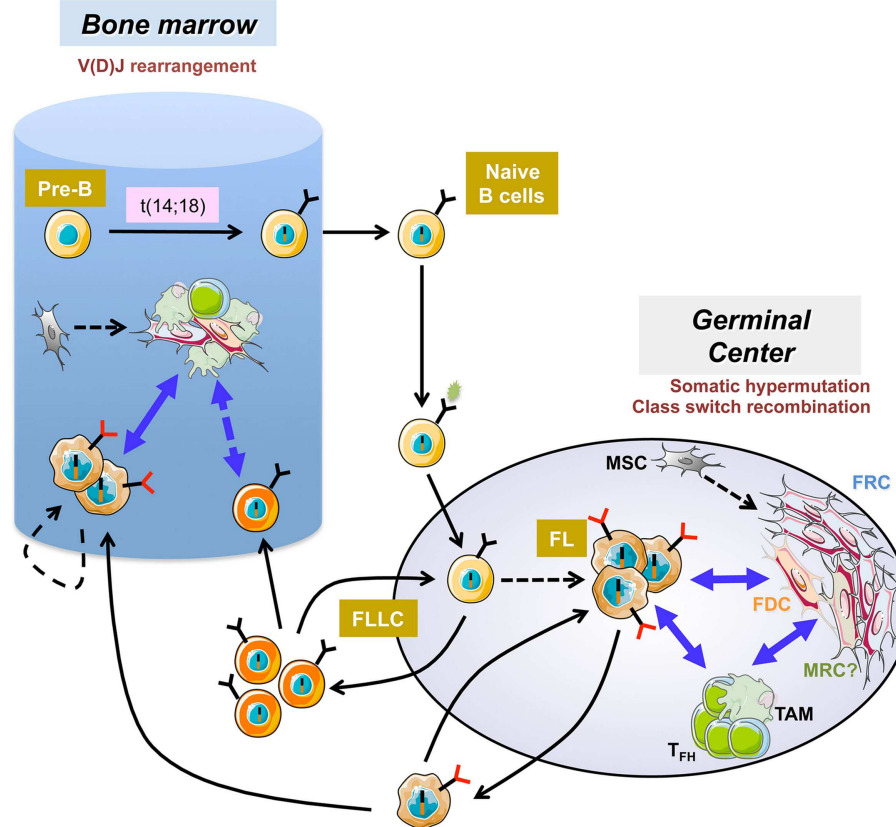 Bone marrow
V(D)J rearrangement
Pre-B
t(14;18)
Naive
B cells
Germinal
Center
Somatic hypermutation
Class switch recombination
MSC
FRC
FL
FDC
FLLC
MRC?
TAM
TFH